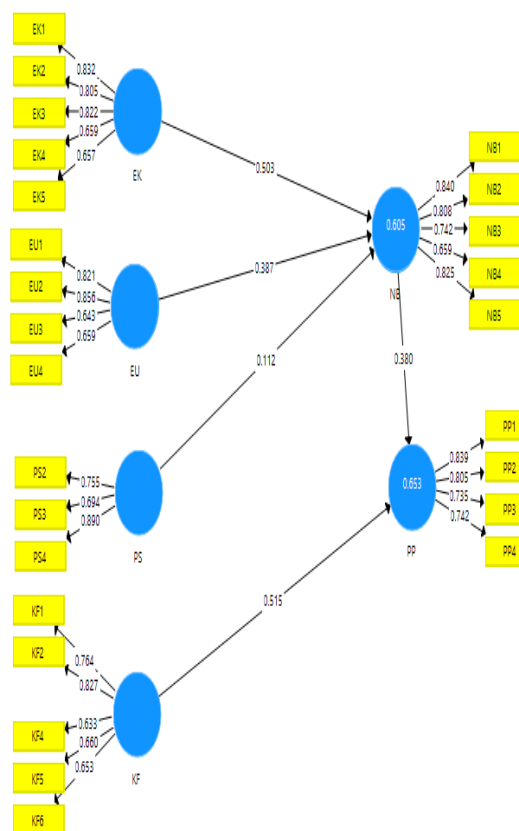 EK1
EK2
EK3
EK4
EK5
0.832
0.805
0.822
0.659
0.657
EK
0.503
EU1
EU2
EU3
EU4
0.821
0.856
0.643
0.659
EU
0.387
PS2
PS3
PS4
0.755
0.694
0.890
PS
0.112
KF1
KF2
KF4
KF5
KF6
0.764
0.827
0.633
0.660
0.653
KF
0.515
0.605
NB
0.840
0.808
0.742
0.659
0.825
NB1
NB2
NB3
NB4
NB5
0.380
0.653
PP
0.839
0.805
0.735
0.742
PP1
PP2
PP3
PP4